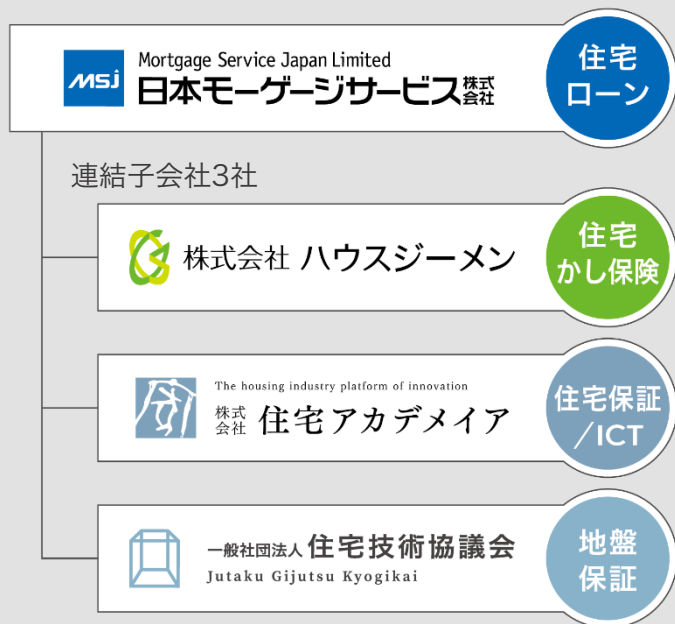 MSJ
Mortgage Service Japan Limited
日本モーゲージサービス株式会社
住宅
ローン
連結子会社3社
株式会社 ハウスジーメン
住宅
かし保険
The housing industry platform of innovation
株式会社 住宅アカデメイア
住宅保証
/ICT
一般社団法人 住宅技術協議会
Jutaku Gijutsu Kyogikai
地盤
保証